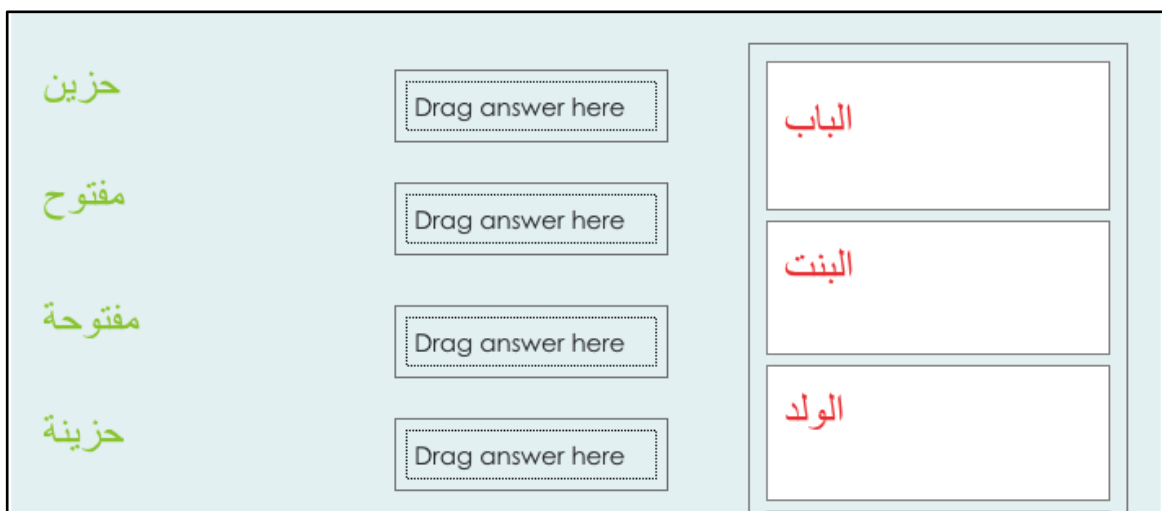 حزين
Drag answer here
مفتوح
Drag answer here
مفتوحة
Drag answer here
حزينة
Drag answer here
الباب
البنت
الولد